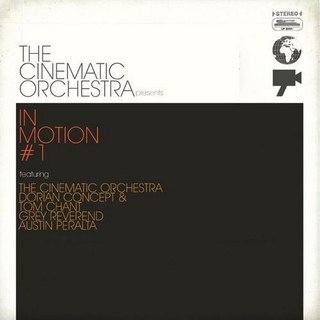 STEREO
THE
CINEMATIC
ORCHESTRA presents
IN
MOTION
#1
featuring
THE CINEMATIC ORCHESTRA
DORIAN CONCEPT &
TOM CHANT
GREY REVEREND
AUSTIN PERALTA